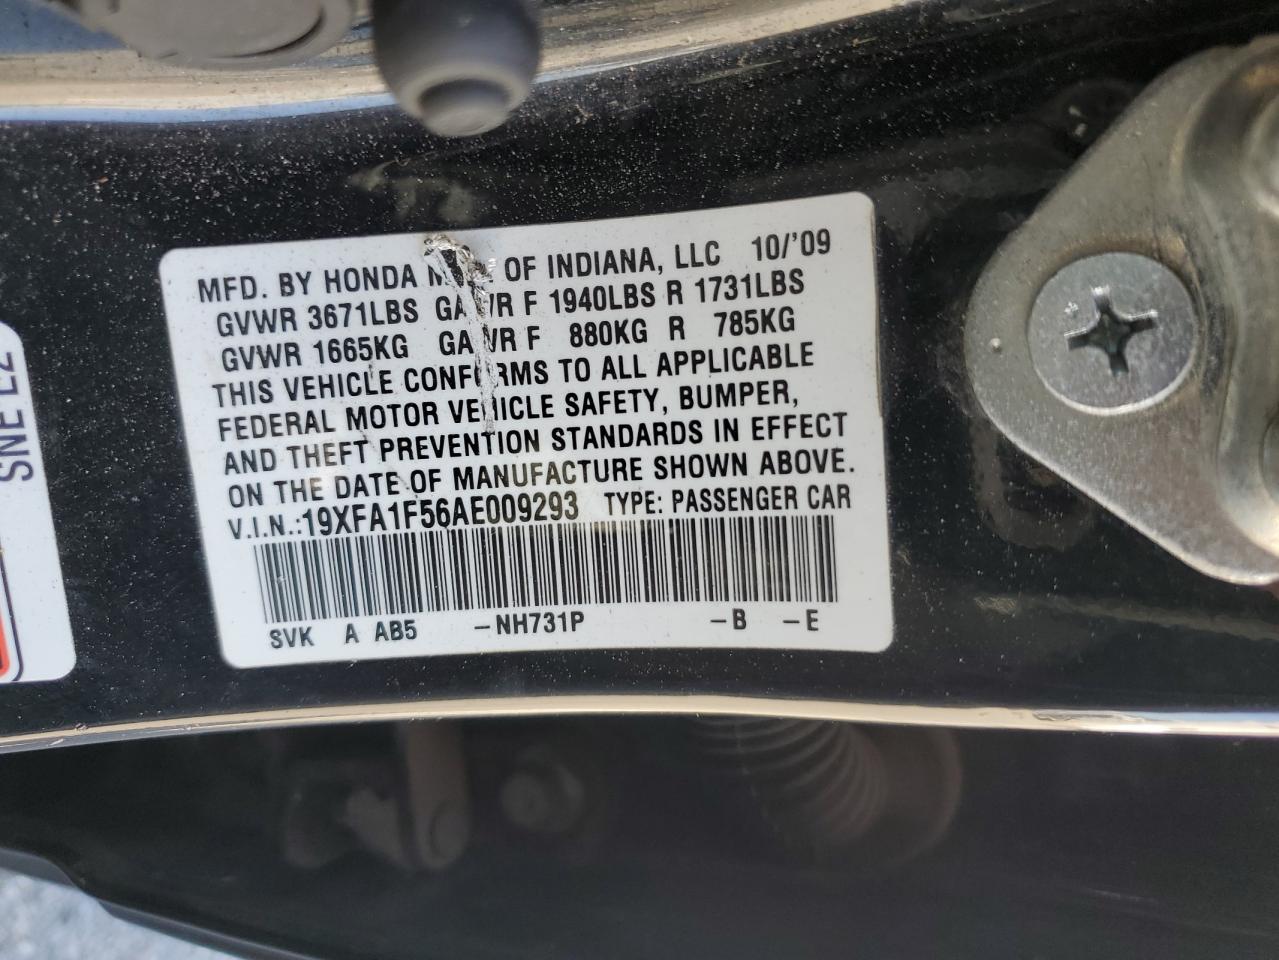 MFD. BY HONDA OF INDIANA, LLC 10/'09
GVWR 3671LBS GAWR F 1940LBS R 1731LBS
GVWR 1665KG GAWR F 880KG R 785KG
THIS VEHICLE CONFORMS TO ALL APPLICABLE
FEDERAL MOTOR VEHICLE SAFETY, BUMPER,
AND THEFT PREVENTION STANDARDS IN EFFECT
ON THE DATE OF MANUFACTURE SHOWN ABOVE.
V.I.N.:19XFA1F56AE009293 TYPE: PASSENGER CAR
SVK A AB5 -NH731P -B -E